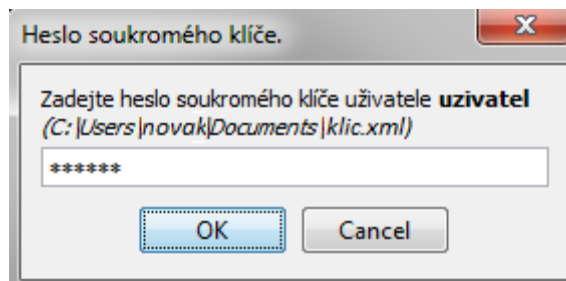 Heslo soukromého klíče.
Zadejte heslo soukromého klíče uživatele uzivatel
(C:\Users\novak\Documents\klic.xml)
******
OK
Cancel